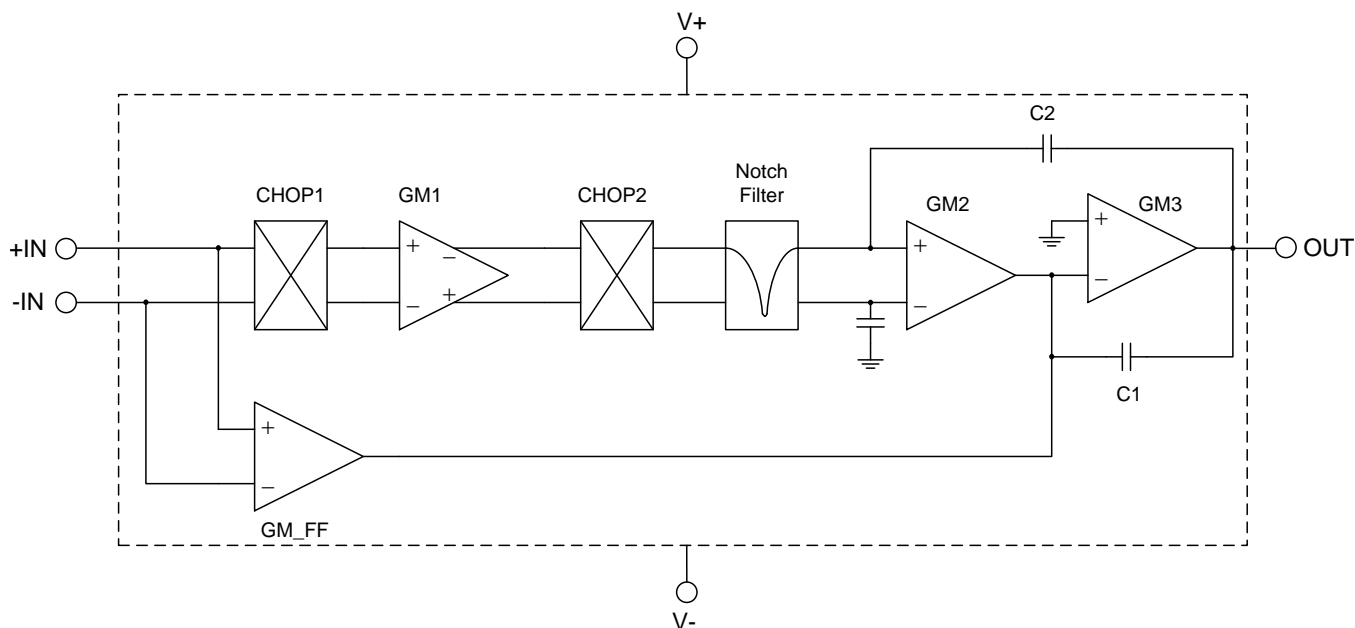 V+
C2
CHOP1
GM1
CHOP2
Notch
Filter
GM2
GM3
+IN
-IN
+
−
−
+
+
−
+
−
OUT
C1
+
−
GM_FF
V-